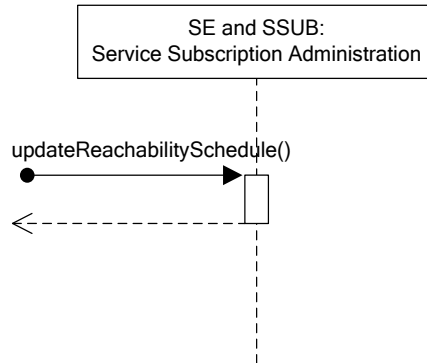 SE and SSUB:
Service Subscription Administration
updateReachabilitySchedule()